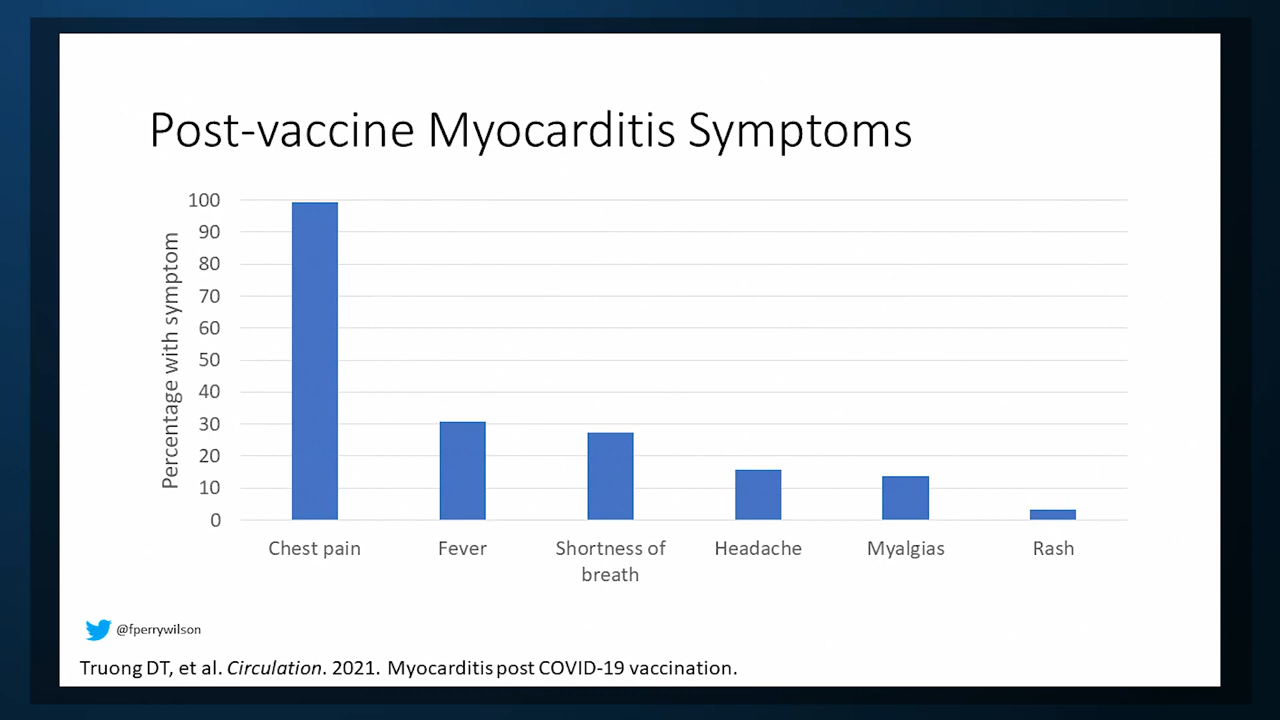 Post-vaccine Myocarditis Symptoms
Percentage with symptom
100
90
80
70
60
50
40
30
20
10
0
Chest pain
Fever
Shortness of
breath
Headache
Myalgias
Rash
@fperrywilson
Truong DT, et al. Circulation. 2021. Myocarditis post COVID-19 vaccination.